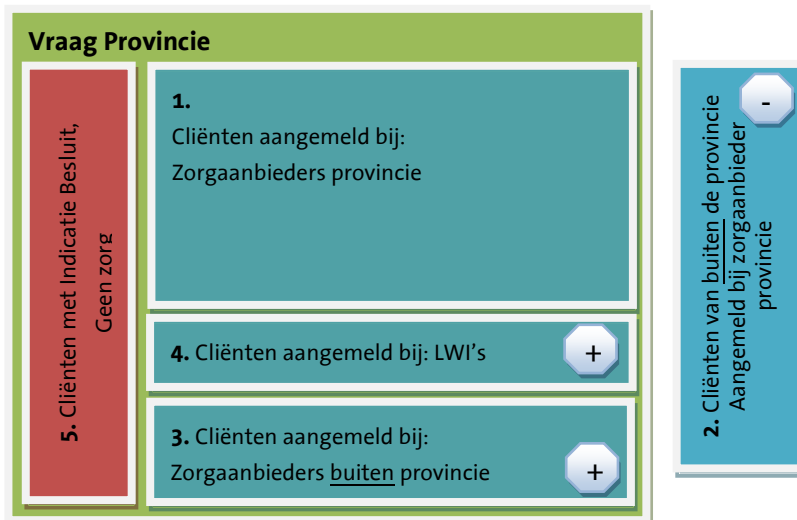 Vraag Provincie
5. Cliënten met Indicatie Besluit,
Geen zorg
1.
Cliënten aangemeld bij:
Zorgaanbieders provincie
4. Cliënten aangemeld bij: LWI's
+
3. Cliënten aangemeld bij:
Zorgaanbieders buiten provincie
+
2. Cliënten van buiten de provincie
Aangemeld bij zorgaanbieder
provincie
-